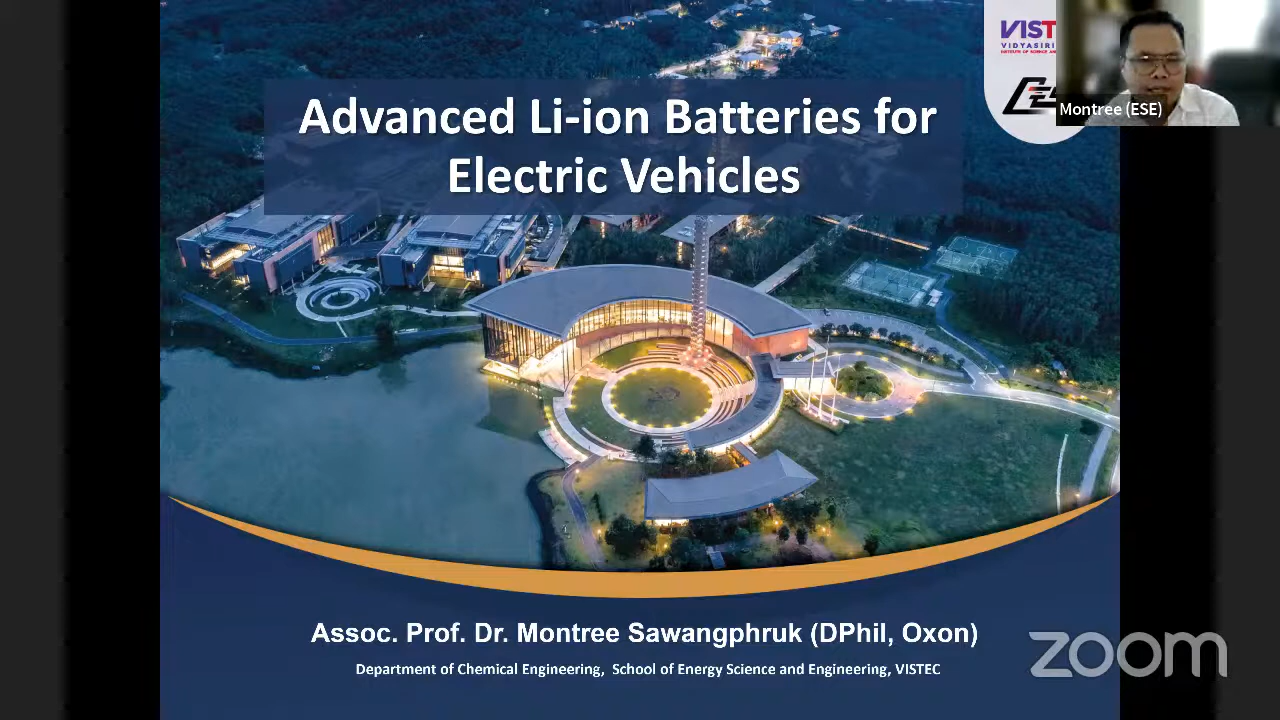 Advanced Li-ion Batteries for
Electric Vehicles
VIST
VIDYASIRI
Montree (ESE)
Assoc. Prof. Dr. Montree Sawangphruk (DPhil, Oxon)
Department of Chemical Engineering, School of Energy Science and Engineering, VISTEC
zoom